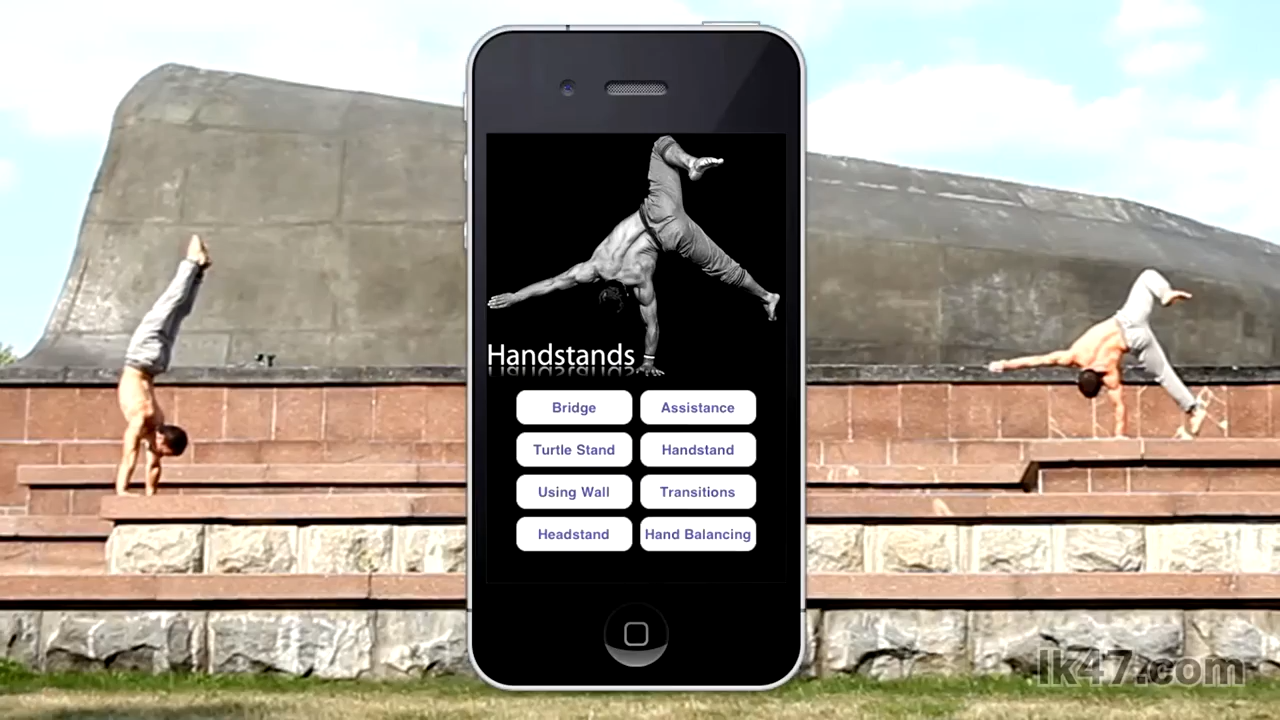 Handstands
Bridge
Assistance
Turtle Stand
Handstand
Using Wall
Transitions
Headstand
Hand Balancing
lk47.com